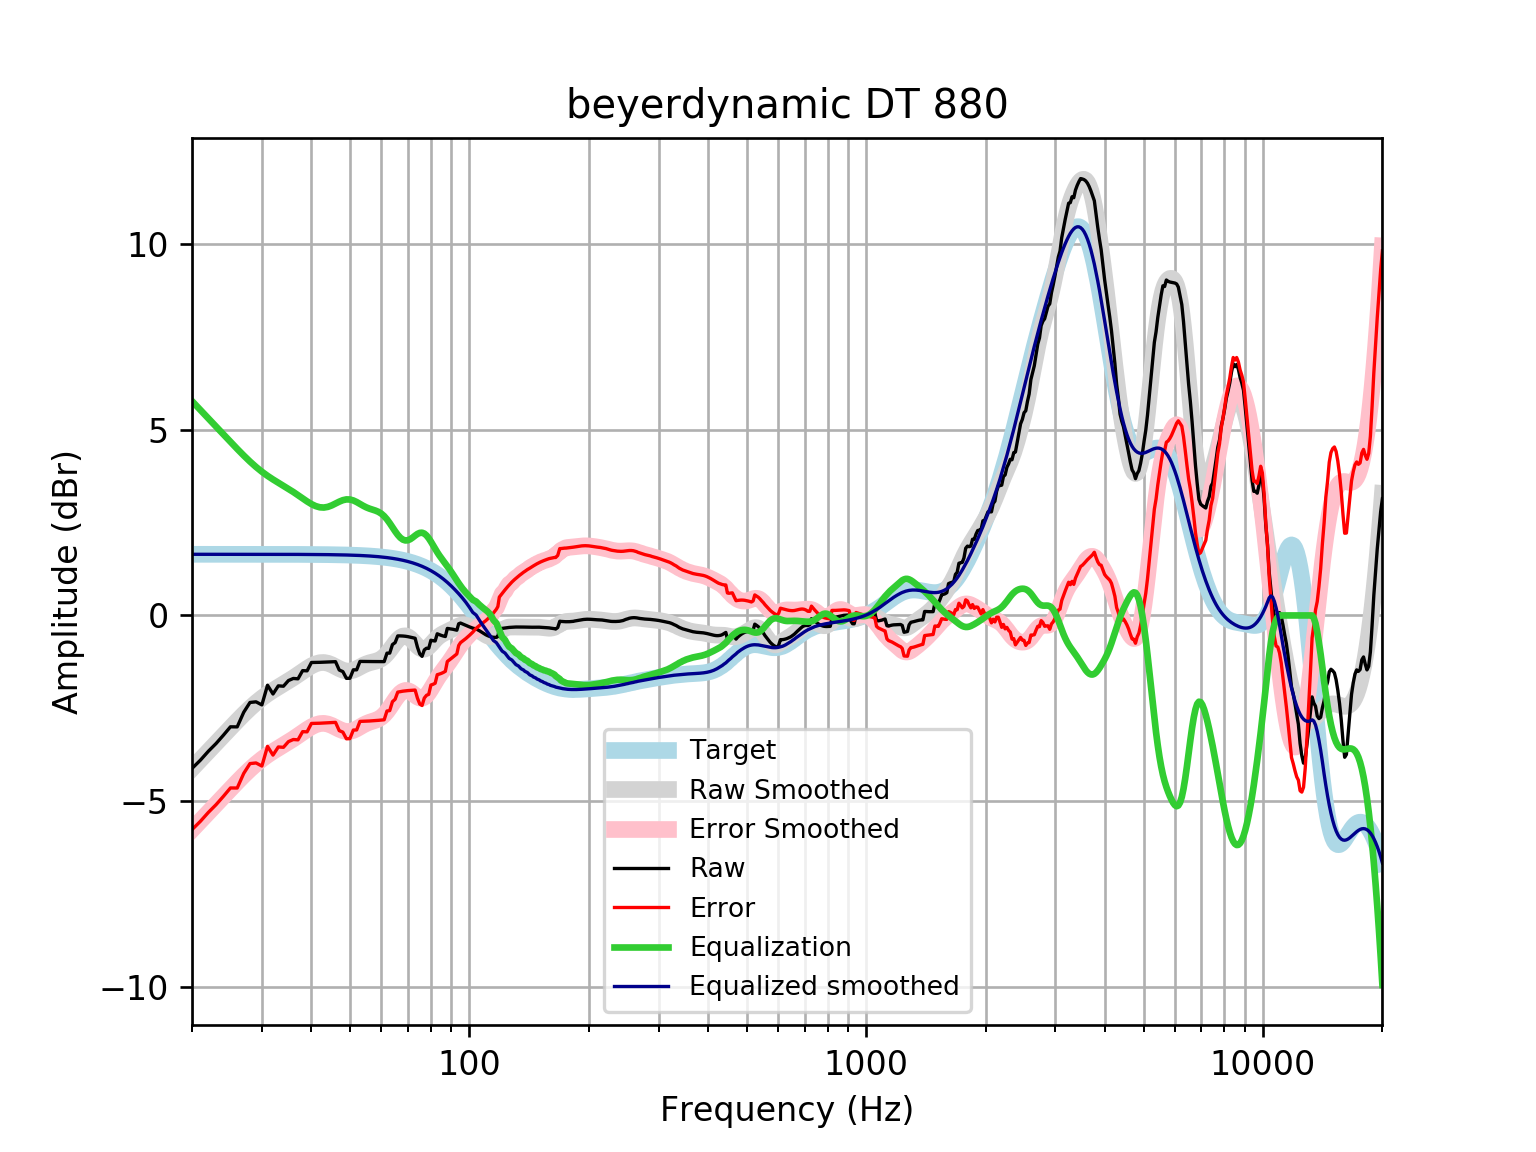 beyerdynamic DT 880
10
5
0
−5
−10
Amplitude (dBr)
Target
Raw Smoothed
Error Smoothed
Raw
Error
Equalization
Equalized smoothed
100 1000 10000
Frequency (Hz)